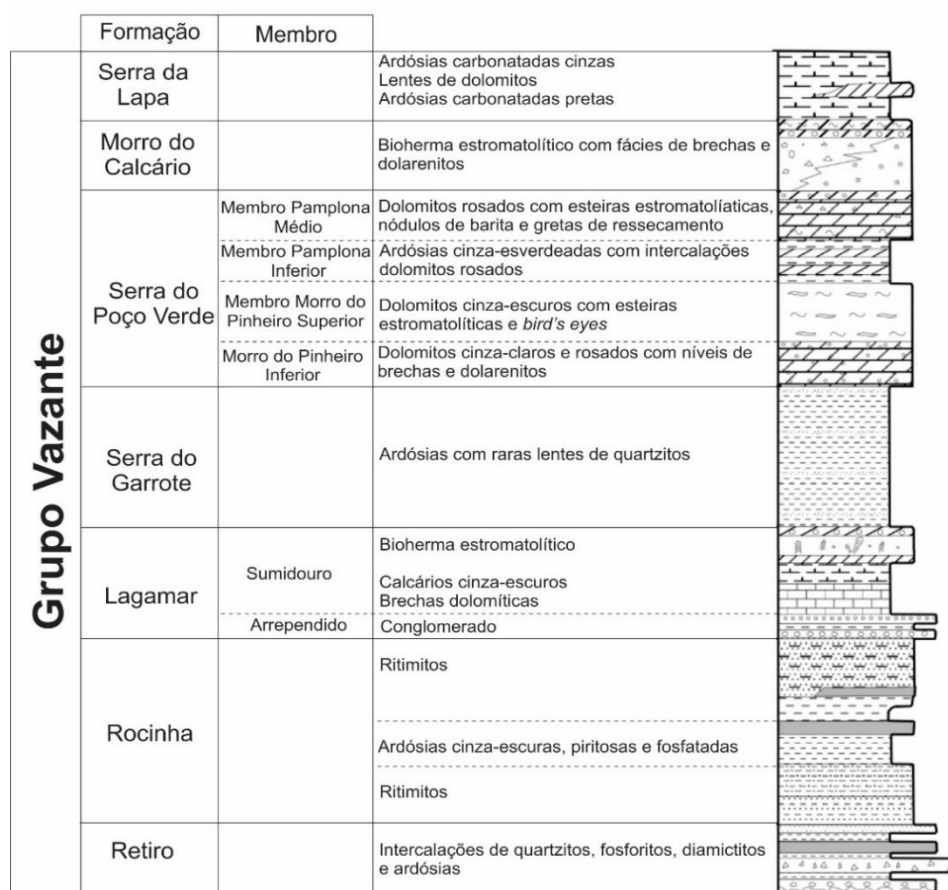 Formação Membro
Grupo Vazante
Serra da
Lapa
Ardósias carbonatadas cinzas
Lentes de dolomitos
Ardósias carbonatadas pretas
Morro do
Calcário
Bioherma estromatolítico com fácies de brechas e
dolarenitos
Serra do
Poço Verde
Membro Pamplona
Médio
Dolomitos rosados com esteiras estromatolíaticas,
nódulos de barita e gretas de ressecamento
Membro Pamplona
Inferior
Ardósias cinza-esverdeadas com intercalações
dolomitos rosados
Membro Morro do
Pinheiro Superior
Dolomitos cinza-escuros com esteiras
estromatolíticas e bird's eyes
Morro do Pinheiro
Inferior
Dolomitos cinza-claros e rosados com níveis de
brechas e dolarenitos
Serra do
Garrote
Ardósias com raras lentes de quartzitos
Lagamar
Sumidouro
Bioherma estromatolítico
Calcários cinza-escuros
Brechas dolomíticas
Arrependido
Conglomerado
Rocinha
Ritimitos
Ardósias cinza-escuras, piritosas e fosfatadas
Ritimitos
Retiro
Intercalações de quartzitos, fosforitos, diamictitos
e ardósias